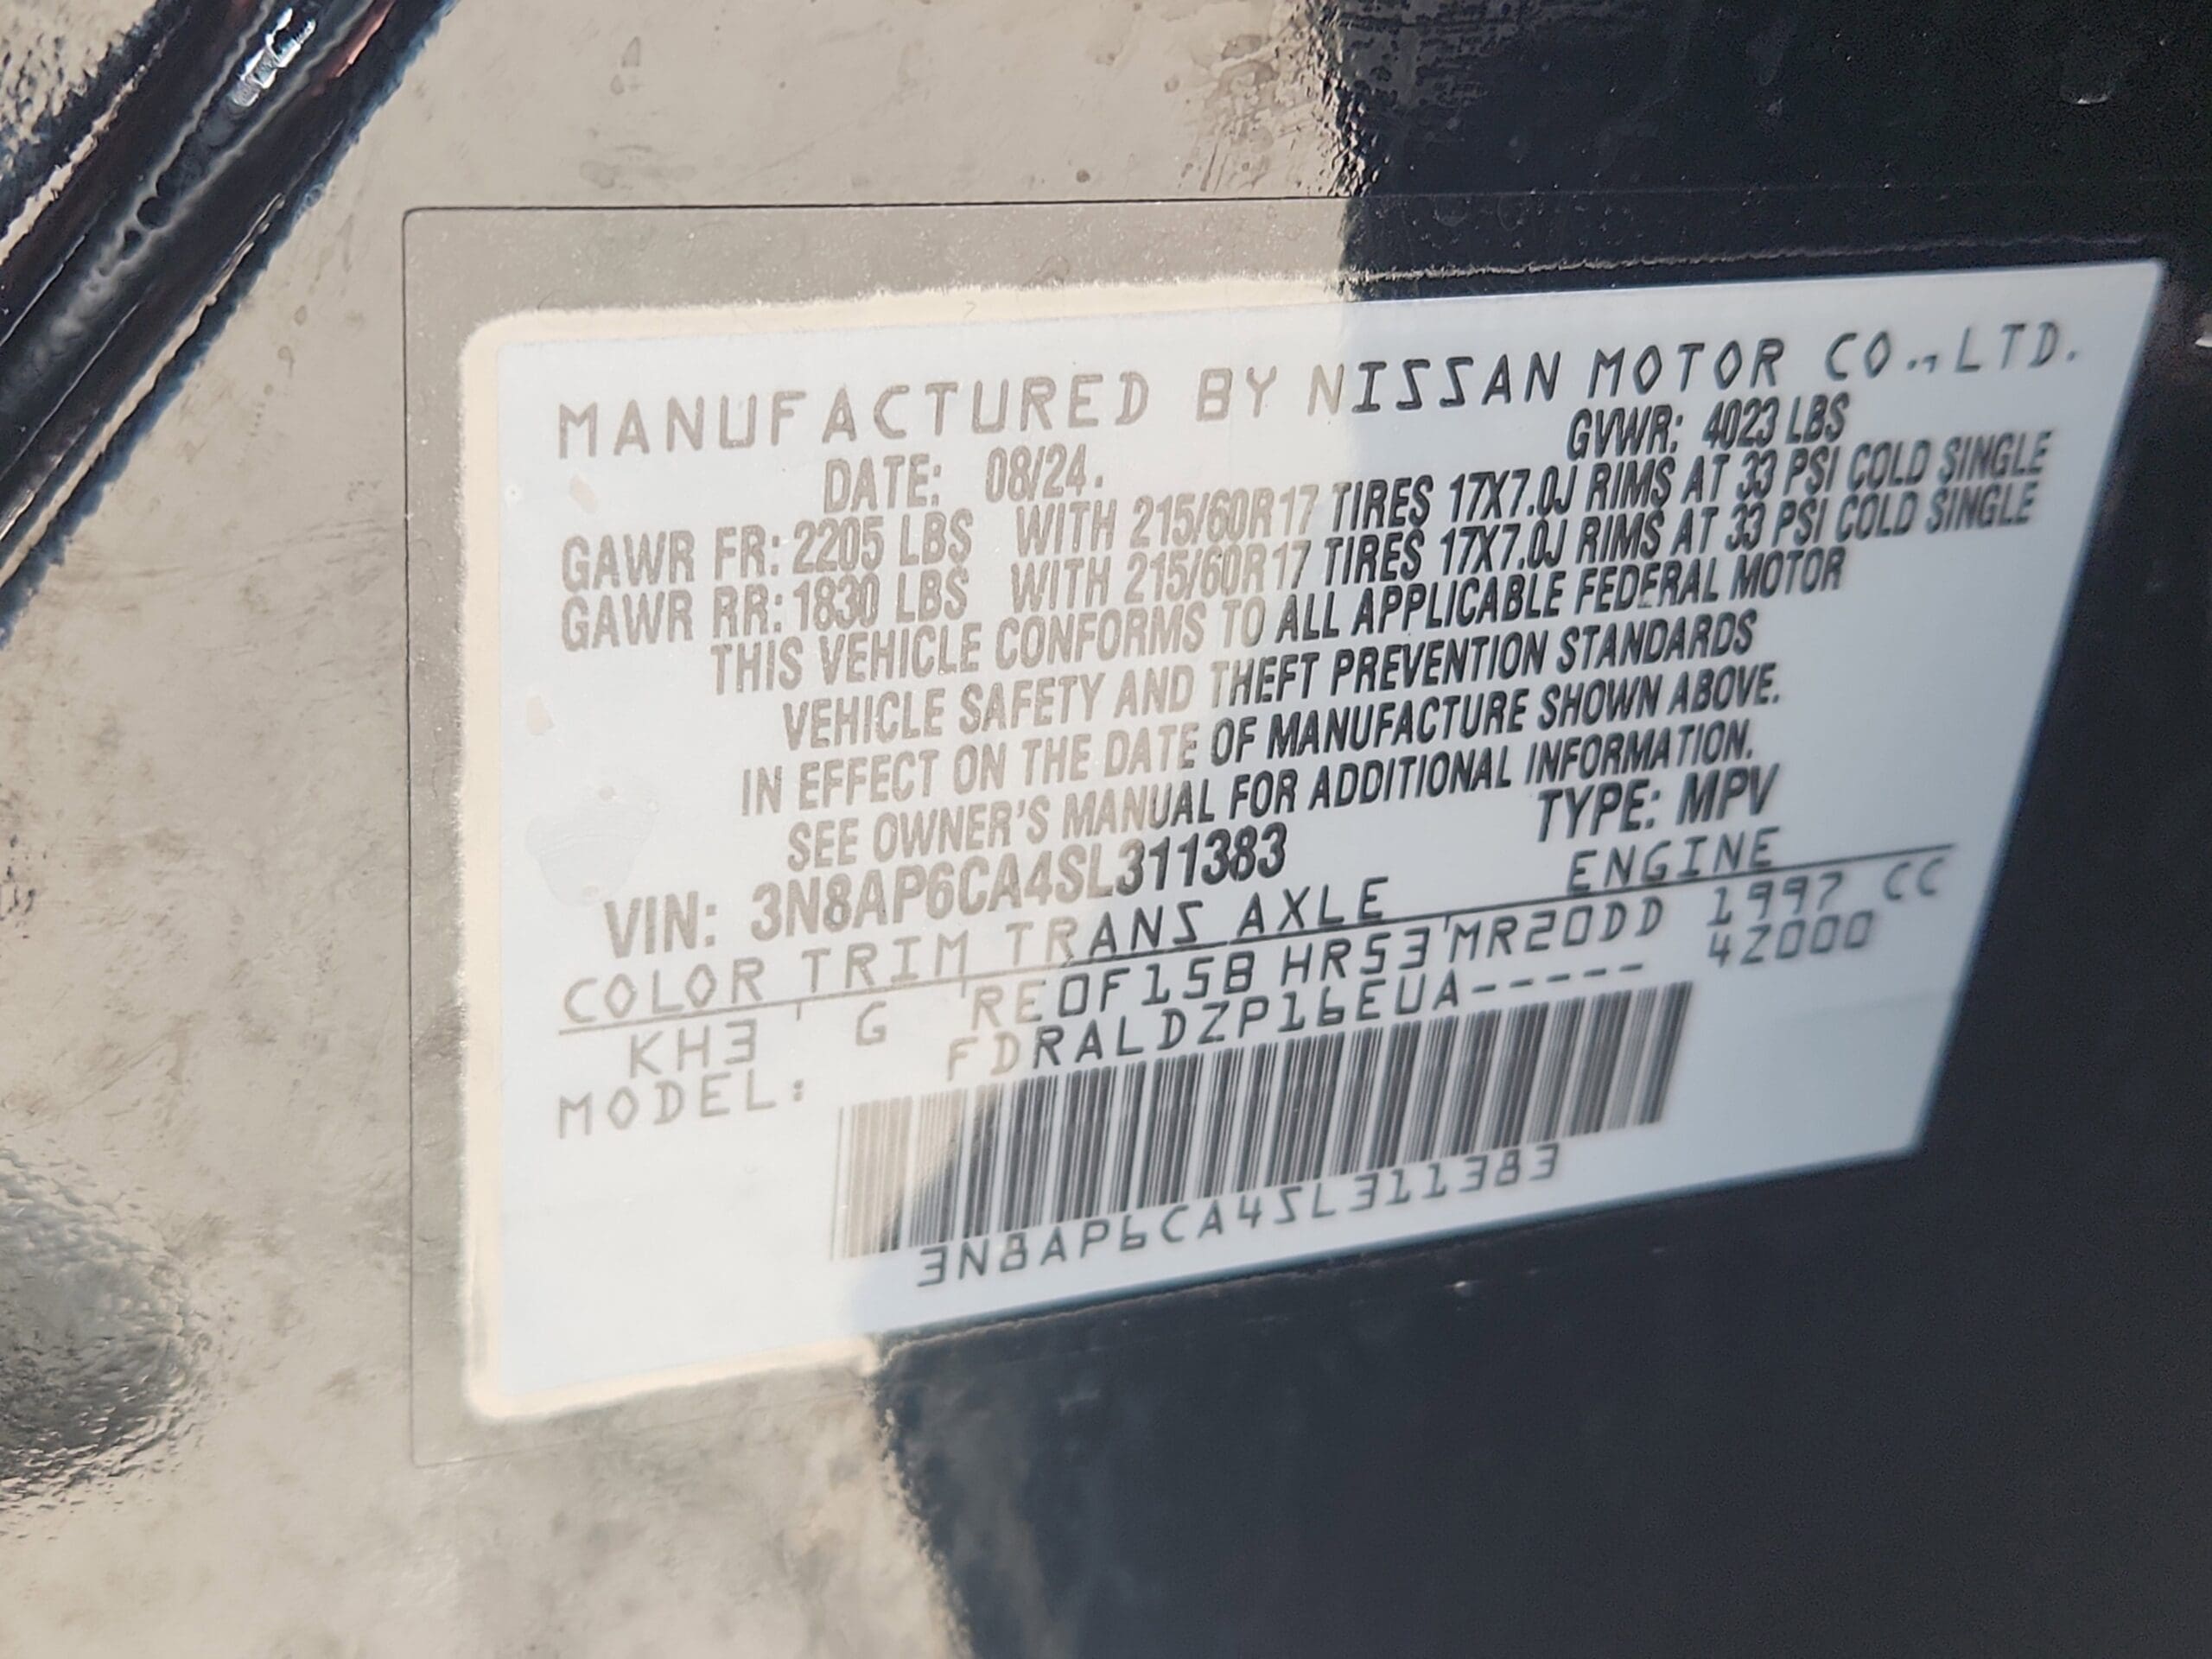 MANUFACTURED BY NISSAN MOTOR CO.,LTD.
DATE: 08/24. GVWR: 4023 LBS
GAWR FR: 2205 LBS WITH 215/60R17 TIRES 17X7.0J RIMS AT 33 PSI COLD SINGLE
GAWR RR: 1830 LBS WITH 215/60R17 TIRES 17X7.0J RIMS AT 33 PSI COLD SINGLE
THIS VEHICLE CONFORMS TO ALL APPLICABLE FEDERAL MOTOR
VEHICLE SAFETY AND THEFT PREVENTION STANDARDS
IN EFFECT ON THE DATE OF MANUFACTURE SHOWN ABOVE.
SEE OWNER'S MANUAL FOR ADDITIONAL INFORMATION.
VIN: 3N8AP6CA4SL311383 TYPE: MPV
COLOR TRIM TRANS AXLE ENGINE
KH3 G RE0F15B HR53 MR20DD 1997 CC
MODEL: FDRALDZP16EUA----- 4Z000
3N8AP6CA4SL311383